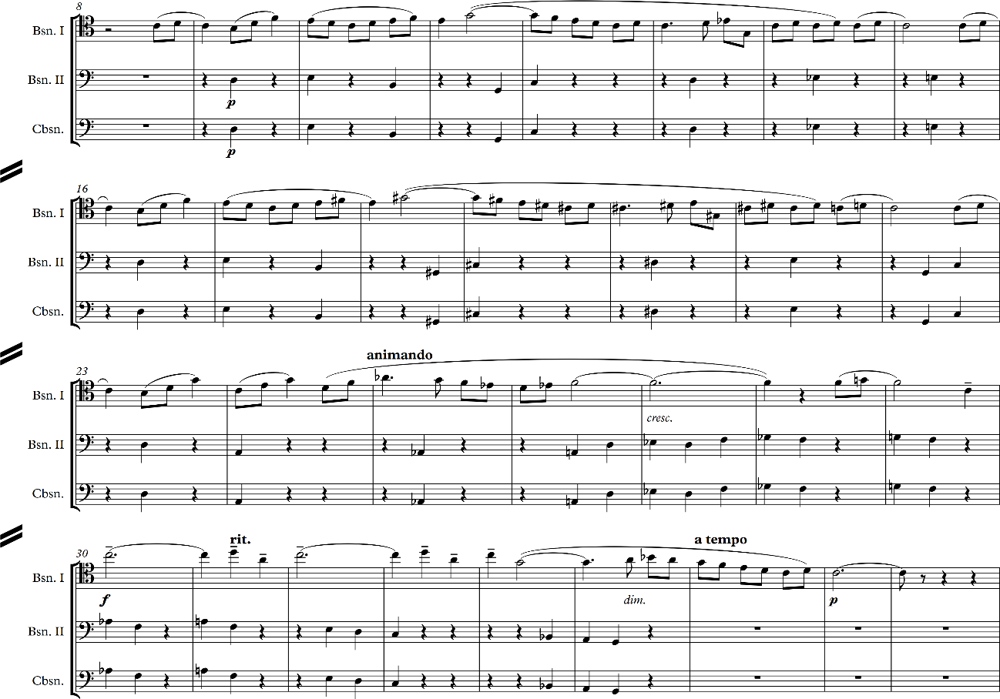 8
Bsn. I
Bsn. II
p
Cbsn.
p
16
Bsn. I
Bsn. II
Cbsn.
animando
23
Bsn. I
cresc.
Bsn. II
Cbsn.
rit. a tempo
30
Bsn. I
f dim. p
Bsn. II
Cbsn.